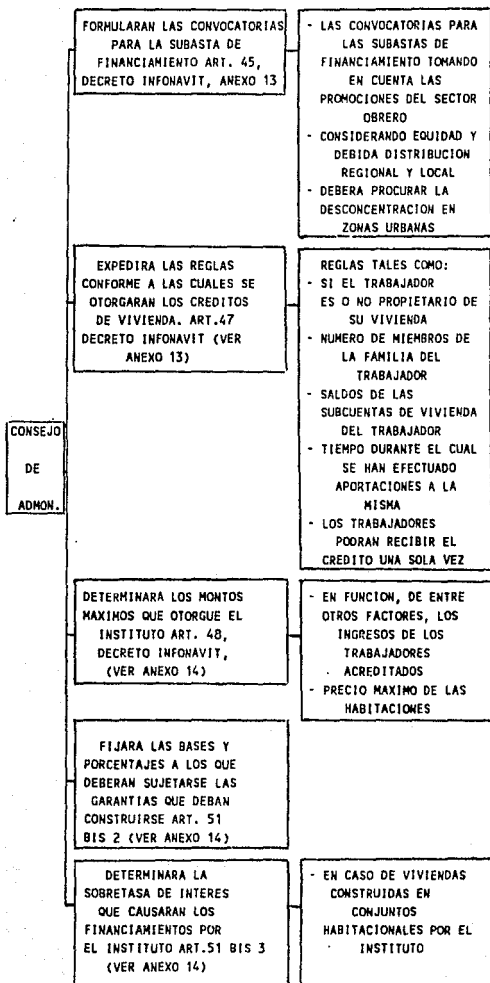 FORMULARAN LAS CONVOCATORIAS
PARA LA SUBASTA DE
FINANCIAMIENTO ART. 45,
DECRETO INFONAVIT, ANEXO 13
- LAS CONVOCATORIAS PARA
LAS SUBASTAS DE
FINANCIAMIENTO TOMANDO
EN CUENTA LAS
PROMOCIONES DEL SECTOR
OBRERO
- CONSIDERANDO EQUIDAD Y
DEBIDA DISTRIBUCION
REGIONAL Y LOCAL
- DEBERA PROCURAR LA
DESCONCENTRACION EN
ZONAS URBANAS
EXPEDIRA LAS REGLAS
CONFORME A LAS CUALES SE
OTORGARAN LOS CREDITOS
DE VIVIENDA. ART.47
DECRETO INFONAVIT (VER
ANEXO 13)
REGLAS TALES COMO:
- SI EL TRABAJADOR
ES O NO PROPIETARIO DE
SU VIVIENDA
- NUMERO DE MIEMBROS DE
LA FAMILIA DEL
TRABAJADOR
- SALDOS DE LAS
SUBCUENTAS DE VIVIENDA
DEL TRABAJADOR
- TIEMPO DURANTE EL CUAL
SE HAN EFECTUADO
APORTACIONES A LA
MISMA
- LOS TRABAJADORES
PODRAN RECIBIR EL
CREDITO UNA SOLA VEZ
CONSEJO
DE
ADMON.
DETERMINARA LOS MONTOS
MAXIMOS QUE OTORGUE EL
INSTITUTO ART. 48,
DECRETO INFONAVIT,
(VER ANEXO 14)
- EN FUNCION, DE ENTRE
OTROS FACTORES, LOS
INGRESOS DE LOS
TRABAJADORES
ACREDITADOS
- PRECIO MAXIMO DE LAS
HABITACIONES
FIJARA LAS BASES Y
PORCENTAJES A LOS QUE
DEBERAN SUJETARSE LAS
GARANTIAS QUE DEBAN
CONSTRUIRSE ART. 51
BIS 2 (VER ANEXO 14)
DETERMINARA LA
SOBRETASA DE INTERES
QUE CAUSARAN LOS
FINANCIAMIENTOS POR
EL INSTITUTO ART.51 BIS 3
(VER ANEXO 14)
- EN CASO DE VIVIENDAS
CONSTRUIDAS EN
CONJUNTOS
HABITACIONALES POR EL
INSTITUTO